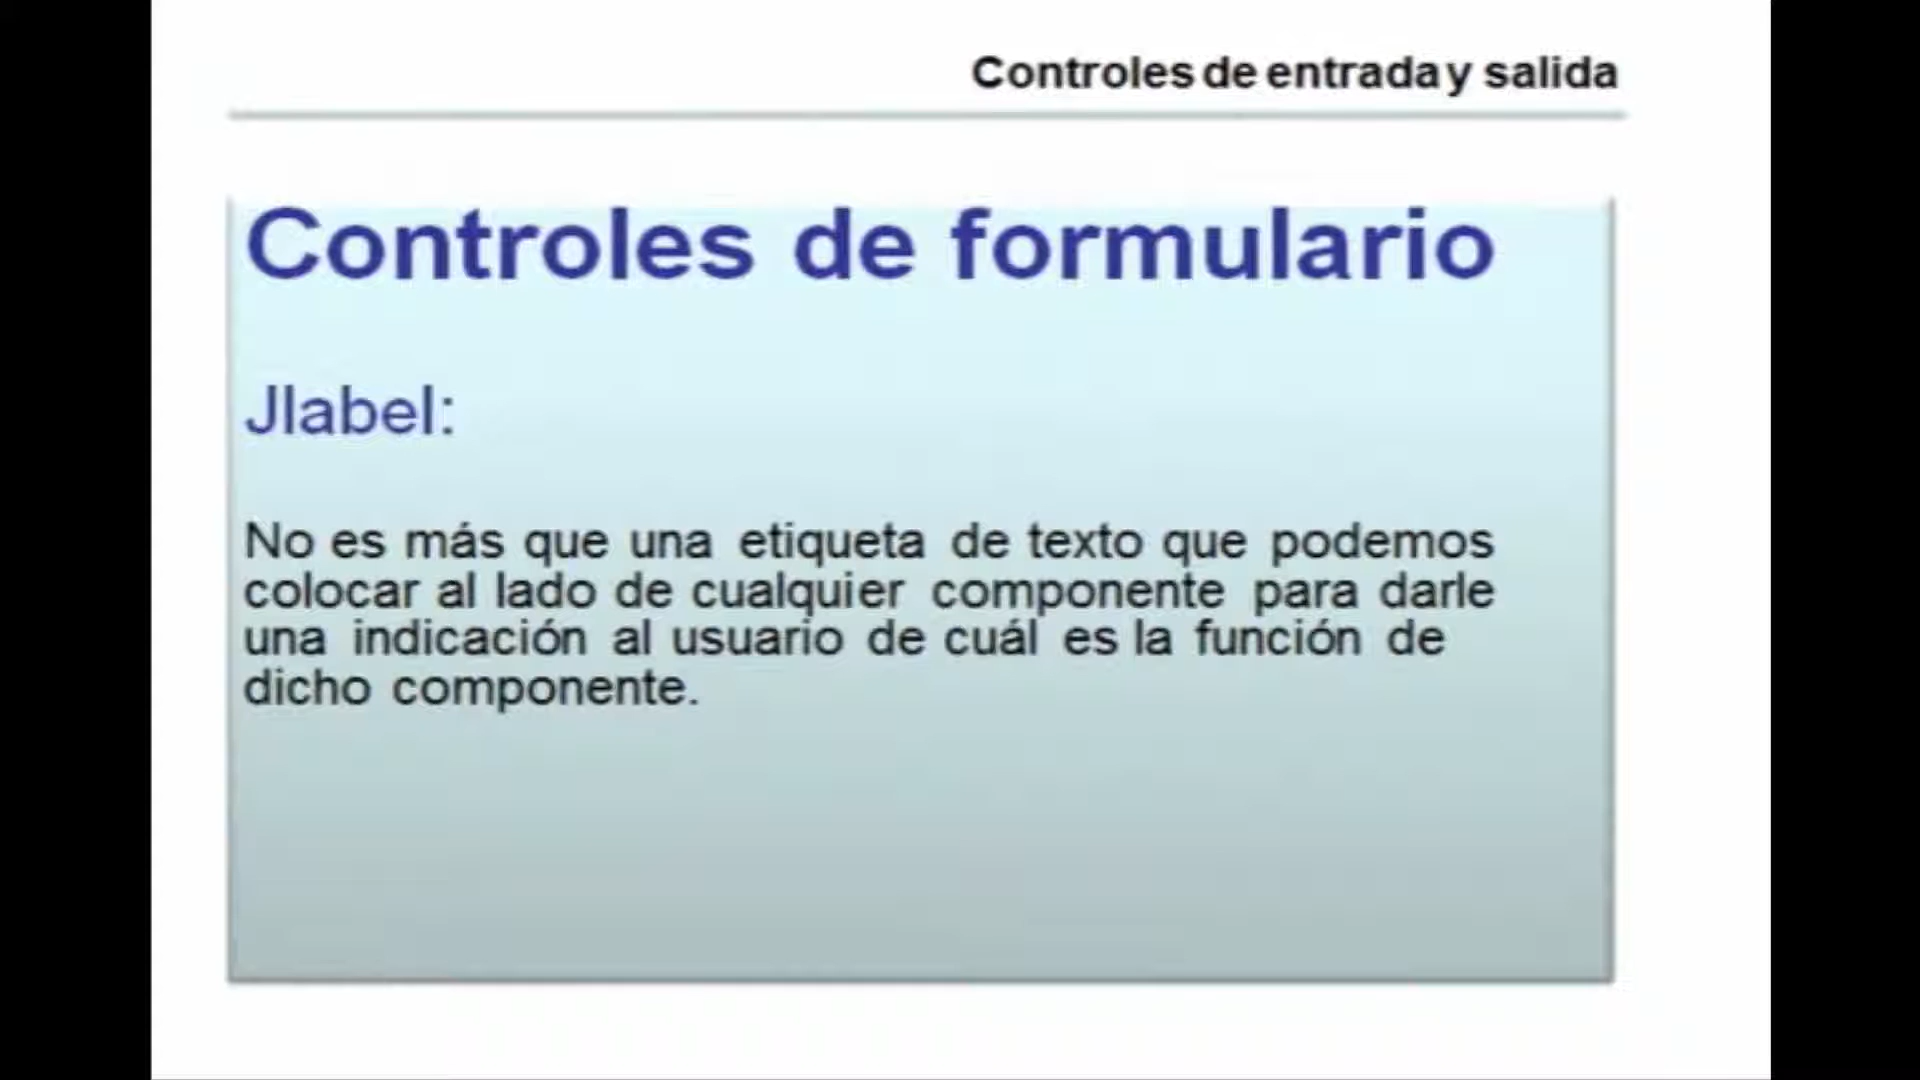 Controles de entrada y salida
Controles de formulario
Jlabel:
No es más que una etiqueta de texto que podemos
colocar al lado de cualquier componente para darle
una indicación al usuario de cuál es la función de
dicho componente.